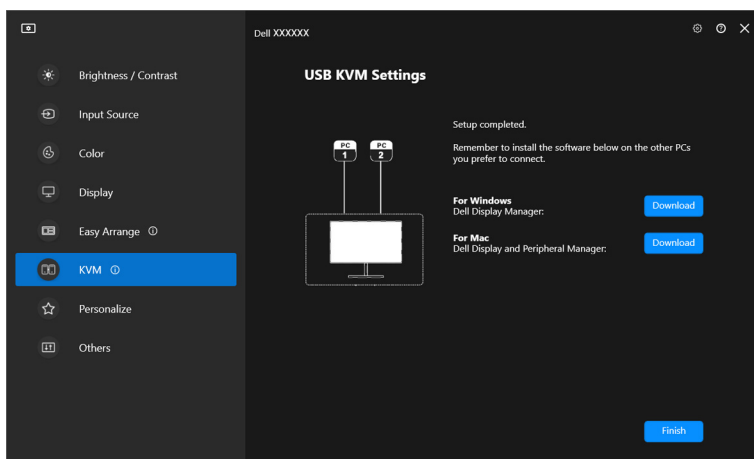 Dell XXXXXX
Brightness / Contrast
Input Source
Color
Display
Easy Arrange
KVM
Personalize
Others
USB KVM Settings
PC
1
PC
2
Setup completed.
Remember to install the software below on the other PCs
you prefer to connect.
For Windows
Dell Display Manager:
Download
For Mac
Dell Display and Peripheral Manager:
Download
Finish